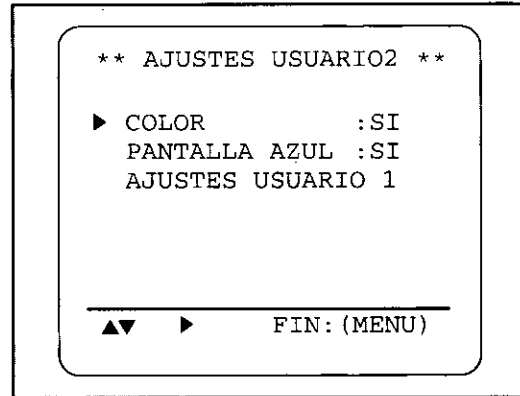 ** AJUSTES USUARIO2 **
▶ COLOR :SI
PANTALLA AZUL :SI
AJUSTES USUARIO 1
▲▼ ▶ FIN:(MENU)